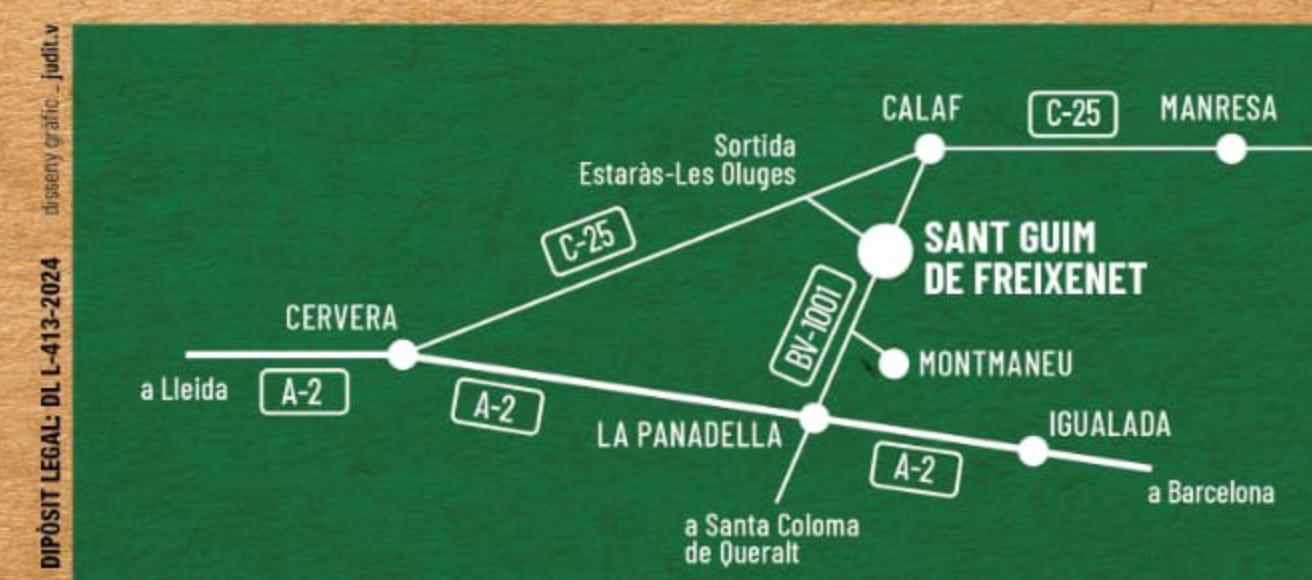 DIPÒSIT LEGAL: DL L-413-2024 disseny gràfic _ judit.v
CALAF
C-25
MANRESA
Sortida
Estaràs-Les Oluges
C-25
SANT GUIM
DE FREIXENET
CERVERA
BV-1001
MONTMANEU
a Lleida
A-2
A-2
LA PANADELLA
IGUALADA
A-2
a Barcelona
a Santa Coloma
de Queralt